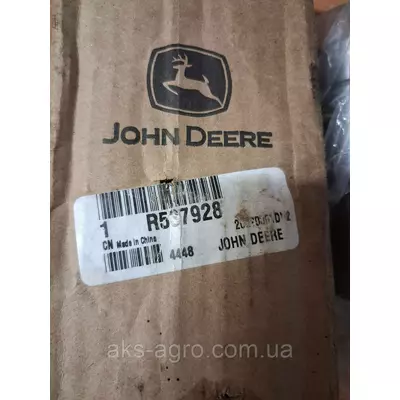 JOHN DEERE
1 R537928
CN Made in China
4448 JOHN DEERE
aks-agro.com.ua